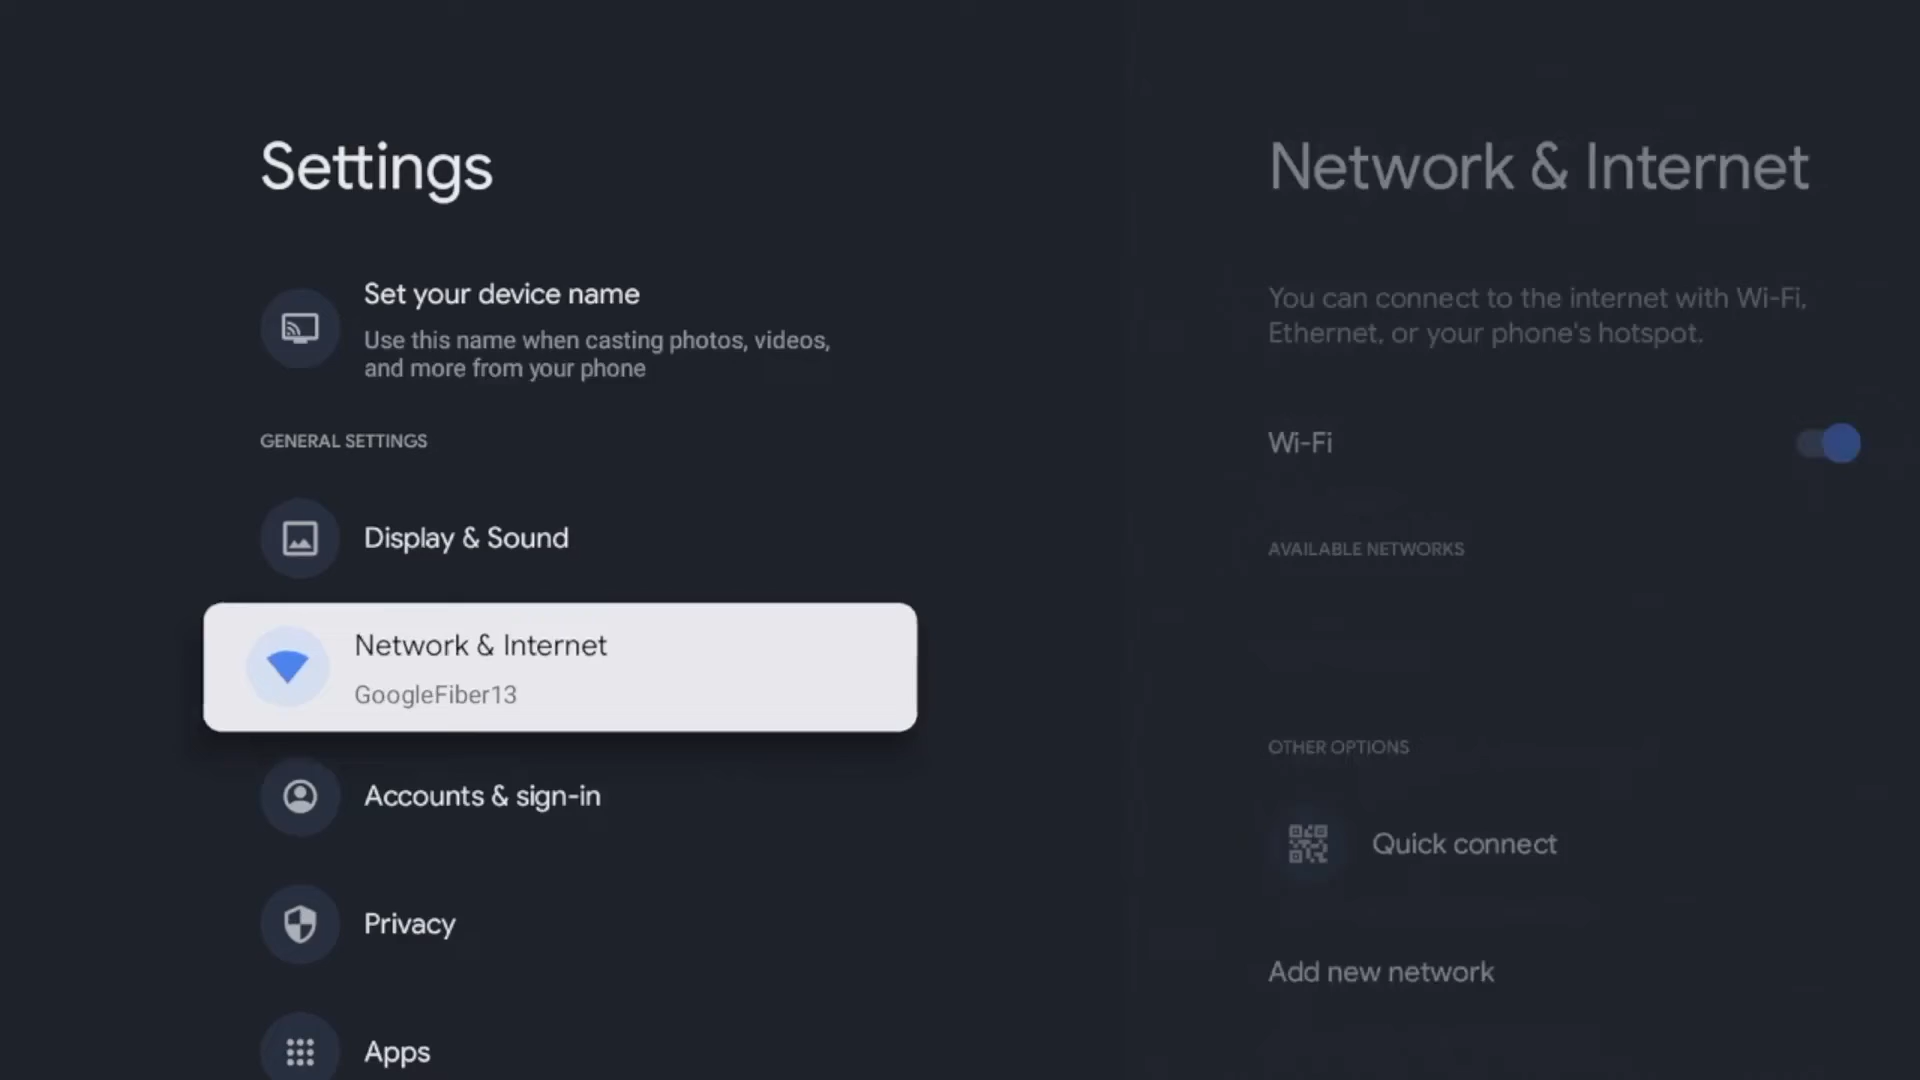 Settings
Set your device name
Use this name when casting photos, videos,
and more from your phone
GENERAL SETTINGS
Display & Sound
Network & Internet
GoogleFiber13
Accounts & sign-in
Privacy
Apps
Network & Internet
You can connect to the internet with Wi-Fi,
Ethernet, or your phone's hotspot.
Wi-Fi
AVAILABLE NETWORKS
OTHER OPTIONS
Quick connect
Add new network